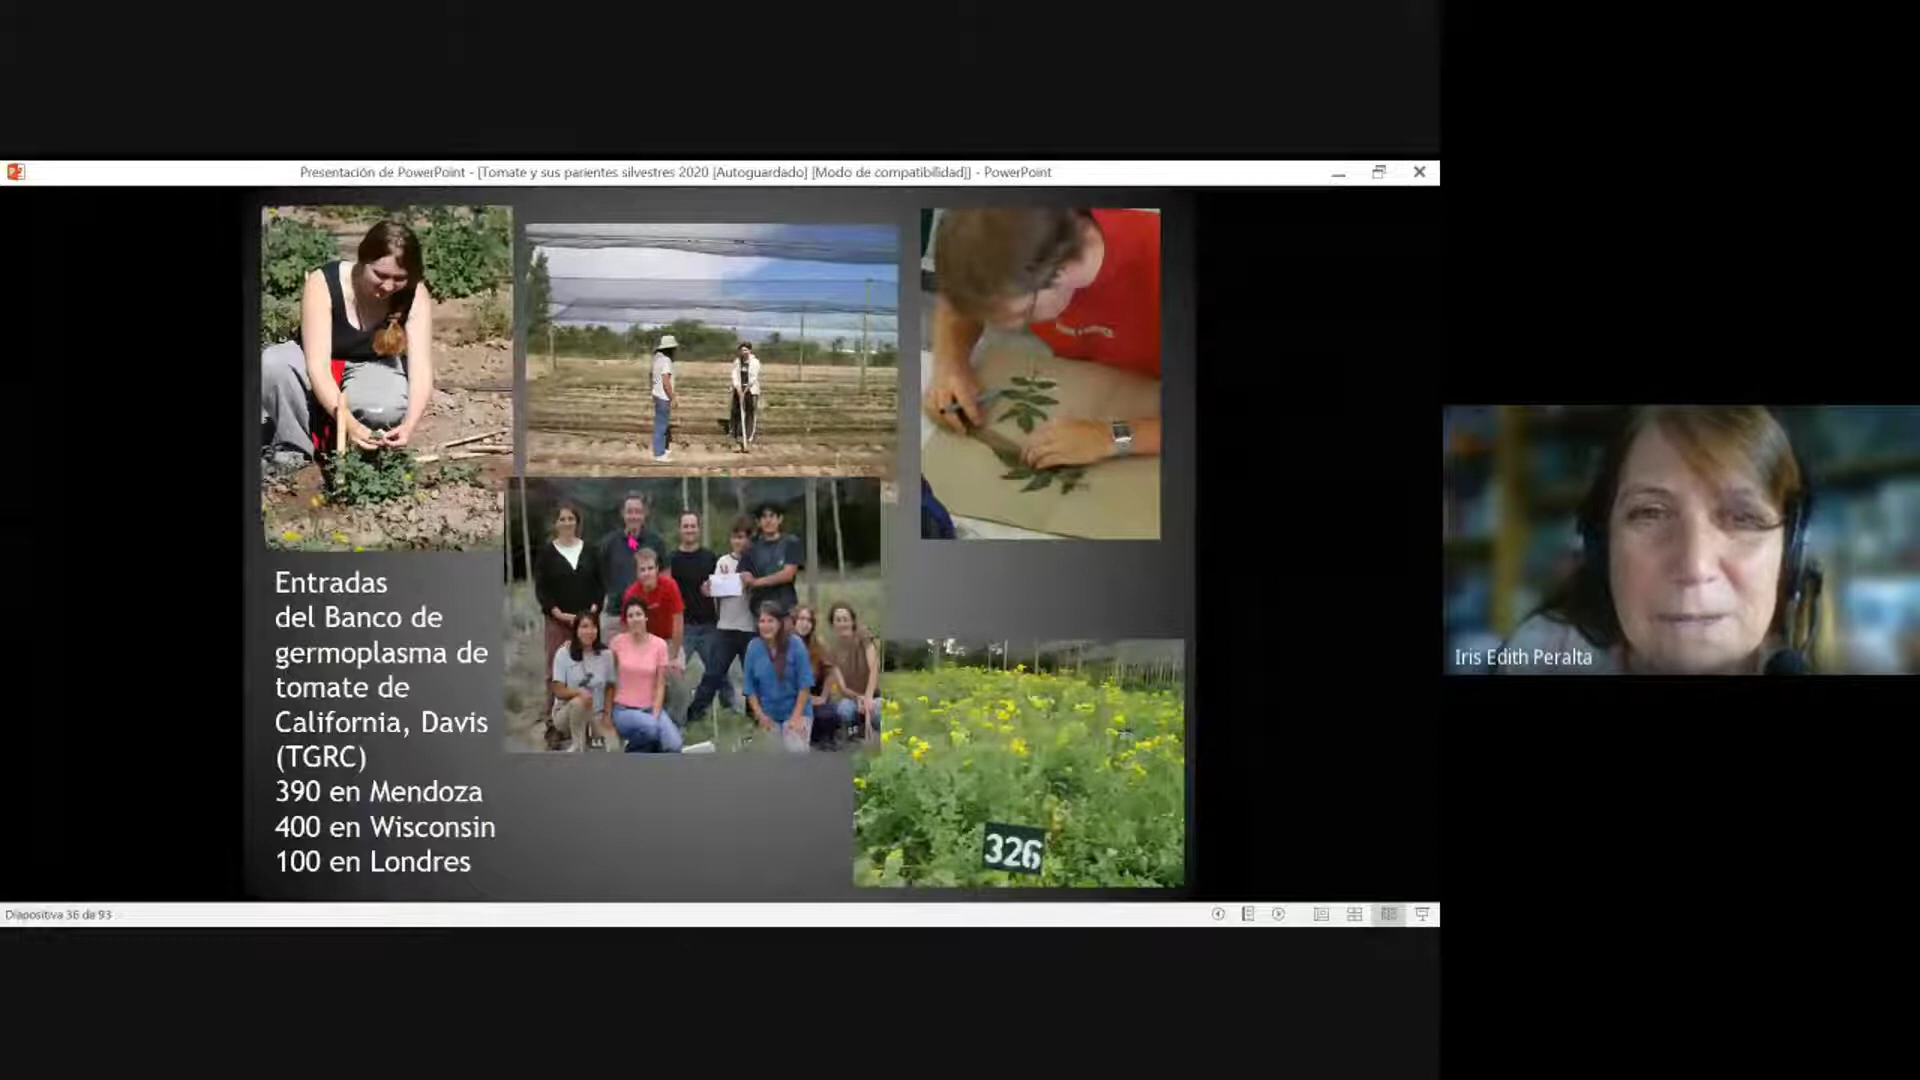 Presentación de PowerPoint - [Tomate y sus parientes silvestres 2020 [Autoguardado] [Modo de compatibilidad]] - PowerPoint
Entradas
del Banco de
germoplasma de
tomate de
California, Davis
(TGRC)
390 en Mendoza
400 en Wisconsin
100 en Londres
326
Iris Edith Peralta
Diapositiva 36 de 93